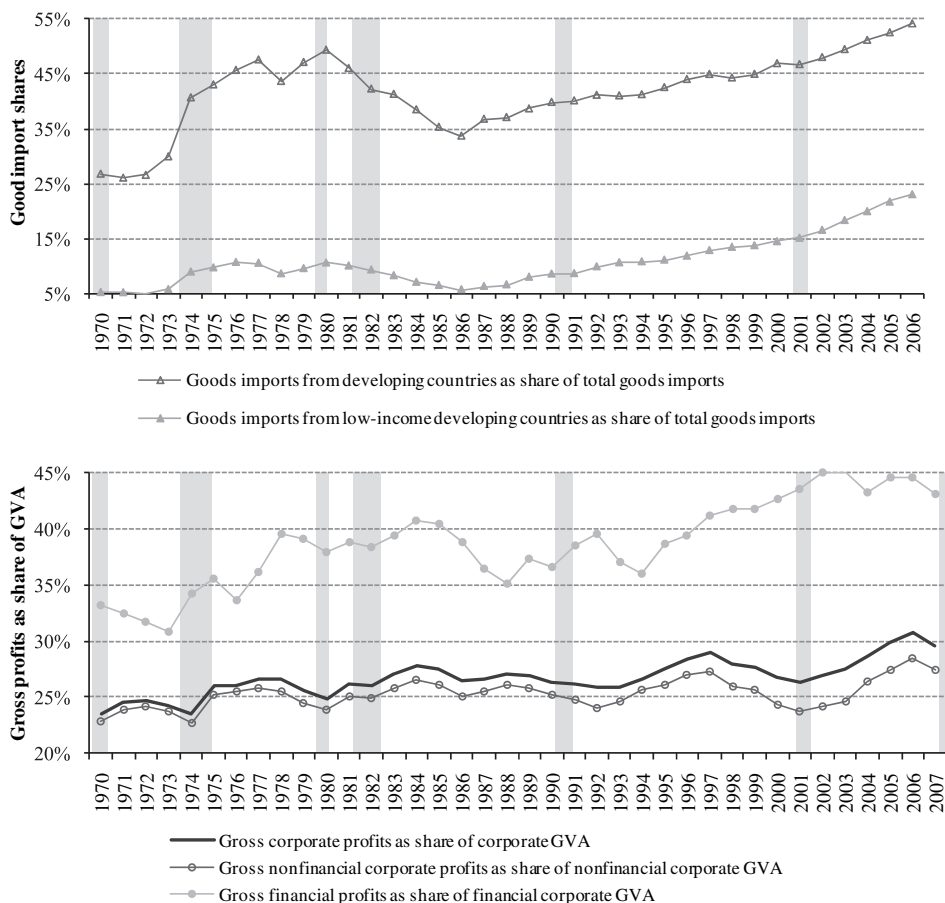 Good import shares
55%
45%
35%
25%
15%
5%
1970 1971 1972 1973 1974 1975 1976 1977 1978 1979 1980 1981 1982 1983 1984 1985 1986 1987 1988 1989 1990 1991 1992 1993 1994 1995 1996 1997 1998 1999 2000 2001 2002 2003 2004 2005 2006
Goods imports from developing countries as share of total goods imports
Goods imports from low-income developing countries as share of total goods imports
Gross profits as share of GVA
45%
40%
35%
30%
25%
20%
1970 1971 1972 1973 1974 1975 1976 1977 1978 1979 1980 1981 1982 1983 1984 1985 1986 1987 1988 1989 1990 1991 1992 1993 1994 1995 1996 1997 1998 1999 2000 2001 2002 2003 2004 2005 2006 2007
Gross corporate profits as share of corporate GVA
Gross nonfinancial corporate profits as share of nonfinancial corporate GVA
Gross financial profits as share of financial corporate GVA